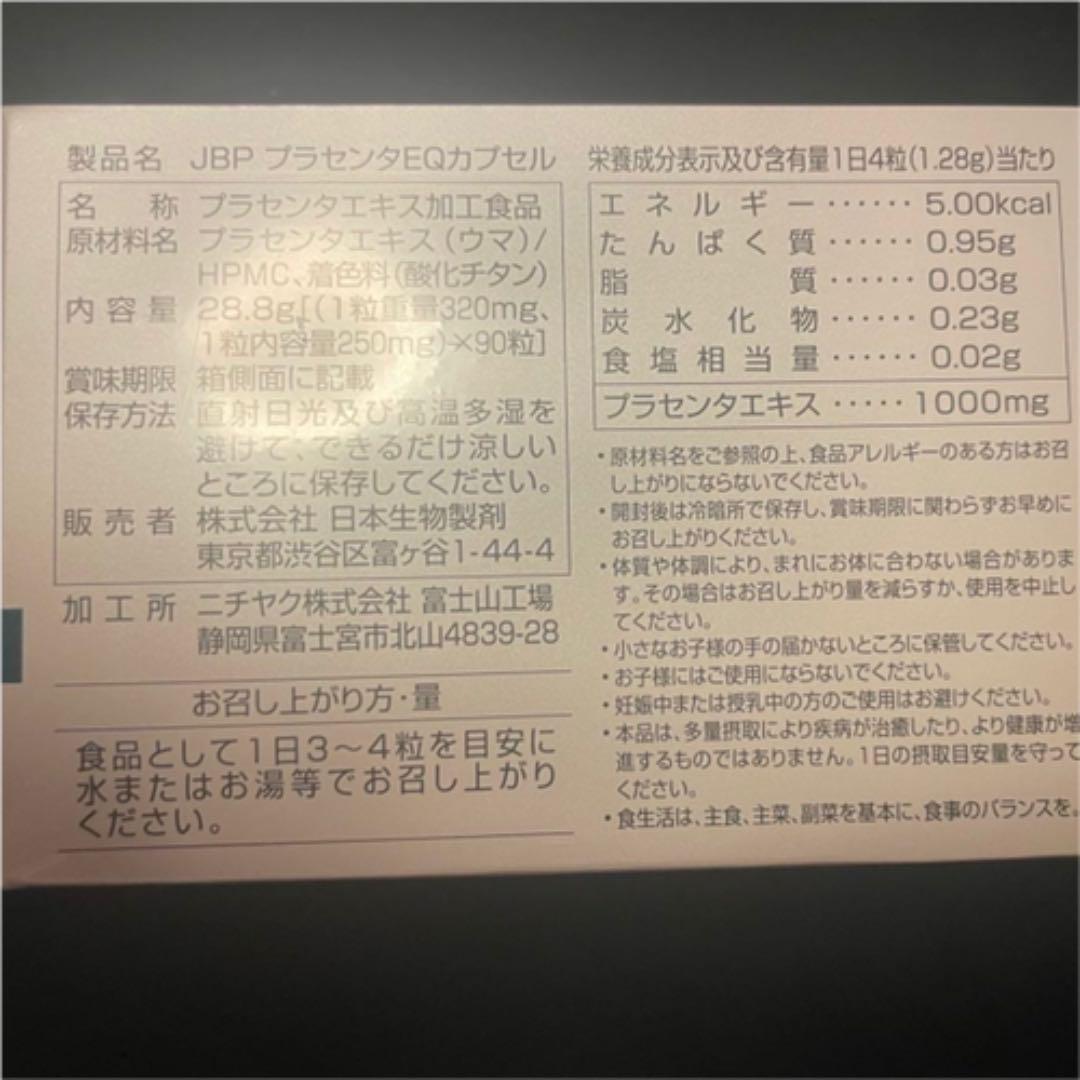 製品名 JBP プラセンタEQカプセル
名称 プラセンタエキス加工食品
原材料名 プラセンタエキス(ウマ)/
HPMC、着色料(酸化チタン)
内容量 28.8g[(1粒重量320mg、
1粒内容量250mg)×90粒]
賞味期限 箱側面に記載
保存方法 直射日光及び高温多湿を
避けて、できるだけ涼しい
ところに保存してください。
販売者 株式会社 日本生物製剤
東京都渋谷区富ヶ谷1-44-4
加工所 ニチヤク株式会社 富士山工場
静岡県富士宮市北山4839-28
お召し上がり方・量
食品として1日3〜4粒を目安に
水またはお湯等でお召し上がり
ください。
栄養成分表示及び含有量1日4粒(1.28g)当たり
エネルギー・・・・・・5.00kcal
たんぱく質・・・・・・0.95g
脂質・・・・・・0.03g
炭水化物・・・・・・0.23g
食塩相当量・・・・・・0.02g
プラセンタエキス・・・・・1000mg
・原材料名をご参照の上、食品アレルギーのある方はお召
し上がりにならないでください。
・開封後は冷暗所で保存し、賞味期限に関わらずお早めに
お召し上がりください。
・体質や体調により、まれにお体に合わない場合がありま
す。その場合はお召し上がり量を減らすか、使用を中止し
てください。
・小さなお子様の手の届かないところに保管してください。
・お子様にはご使用にならないでください。
・妊娠中または授乳中の方のご使用はお避けください。
・本品は、多量摂取により疾病が治癒したり、より健康が増
進するものではありません。1日の摂取目安量を守って
ください。
・食生活は、主食、主菜、副菜を基本に、食事のバランスを。